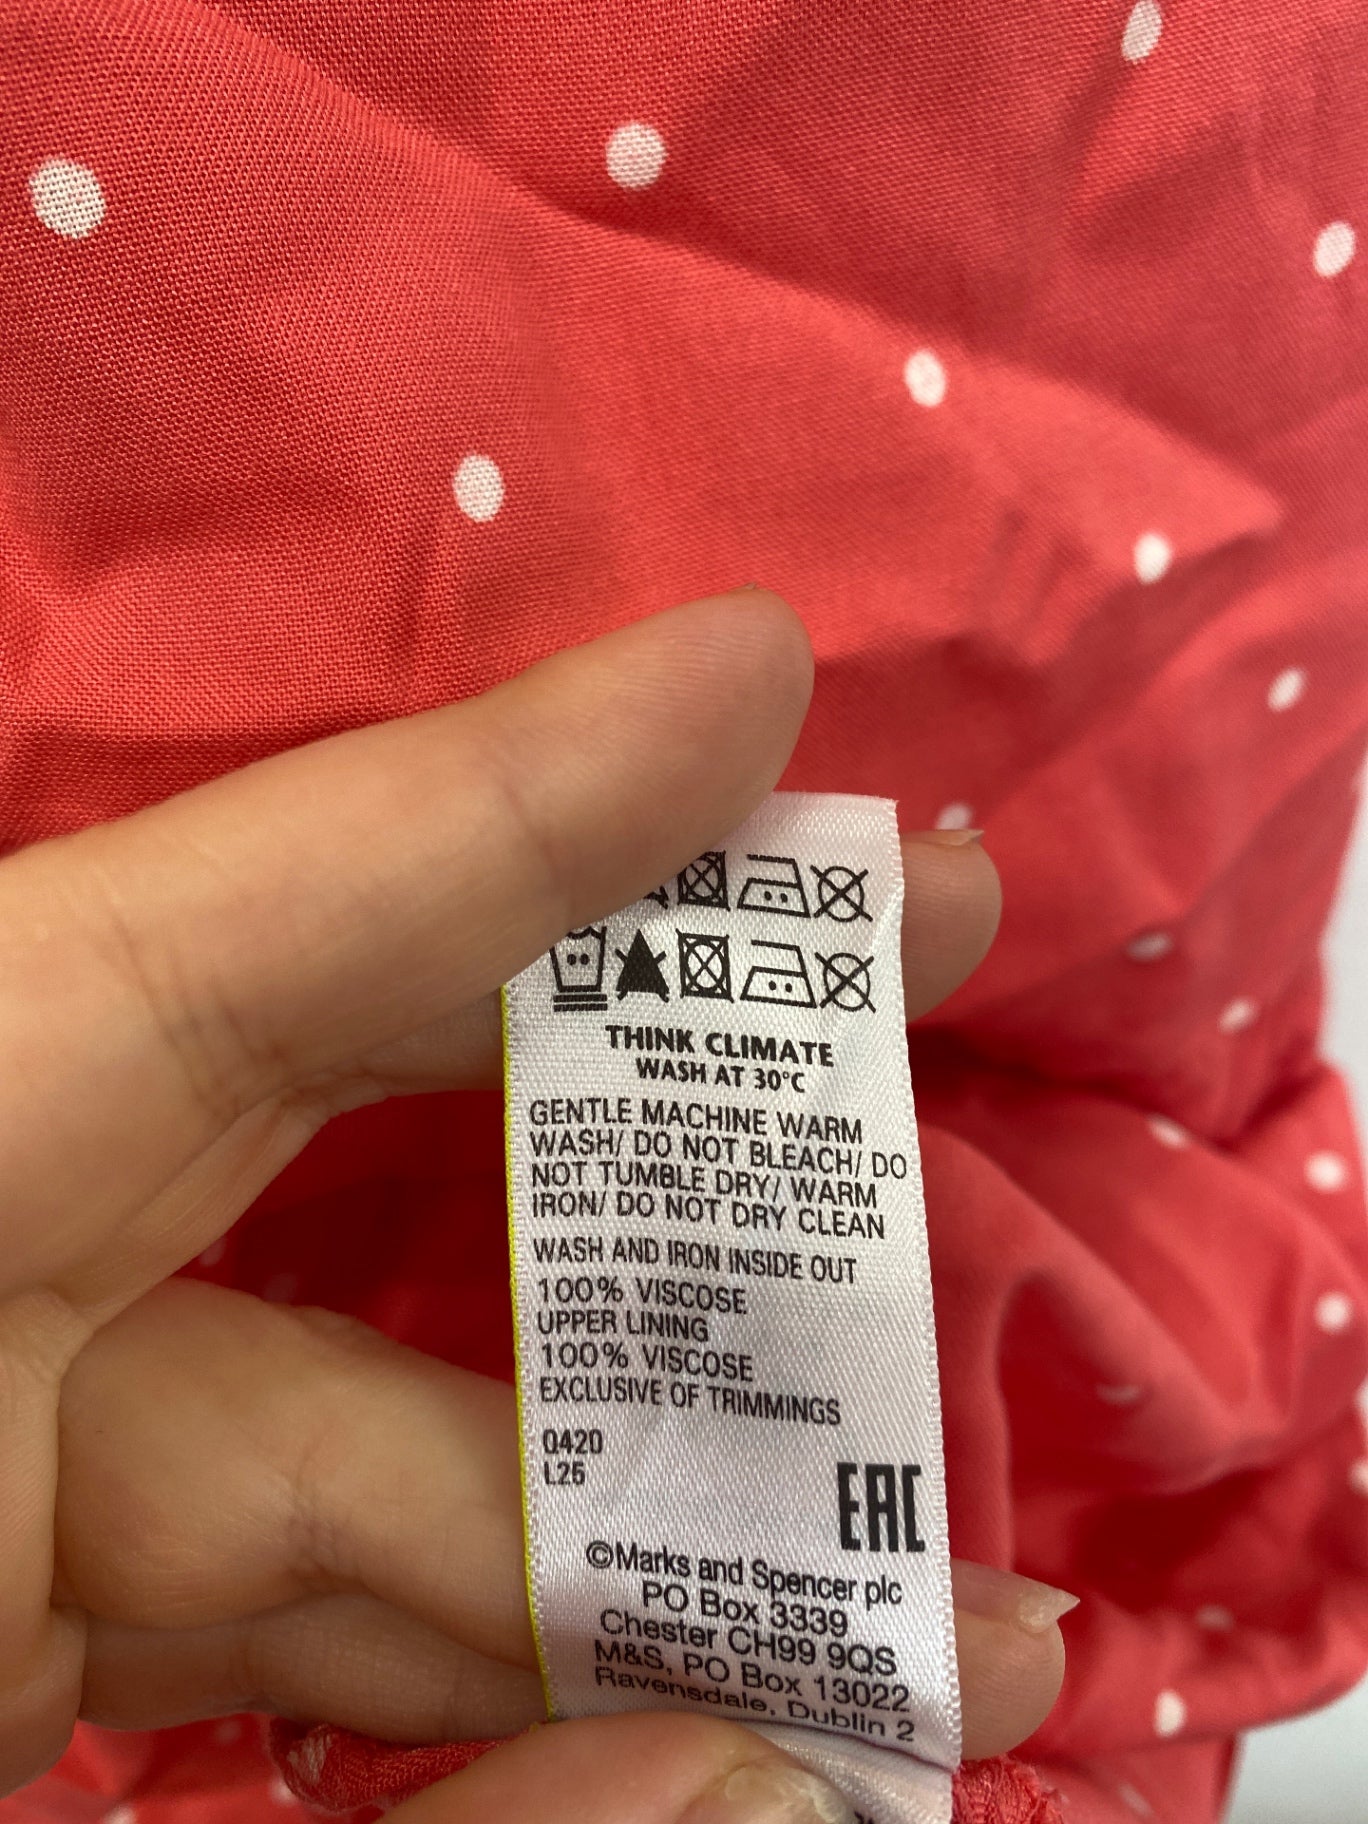 THINK CLIMATE
WASH AT 30°C
GENTLE MACHINE WARM
WASH/ DO NOT BLEACH/ DO
NOT TUMBLE DRY/ WARM
IRON/ DO NOT DRY CLEAN
WASH AND IRON INSIDE OUT
100% VISCOSE
UPPER LINING
100% VISCOSE
EXCLUSIVE OF TRIMMINGS
0420
L25
EAC
©Marks and Spencer plc
PO Box 3339
Chester CH99 9QS
M&S, PO Box 13022
Ravensdale, Dublin 2